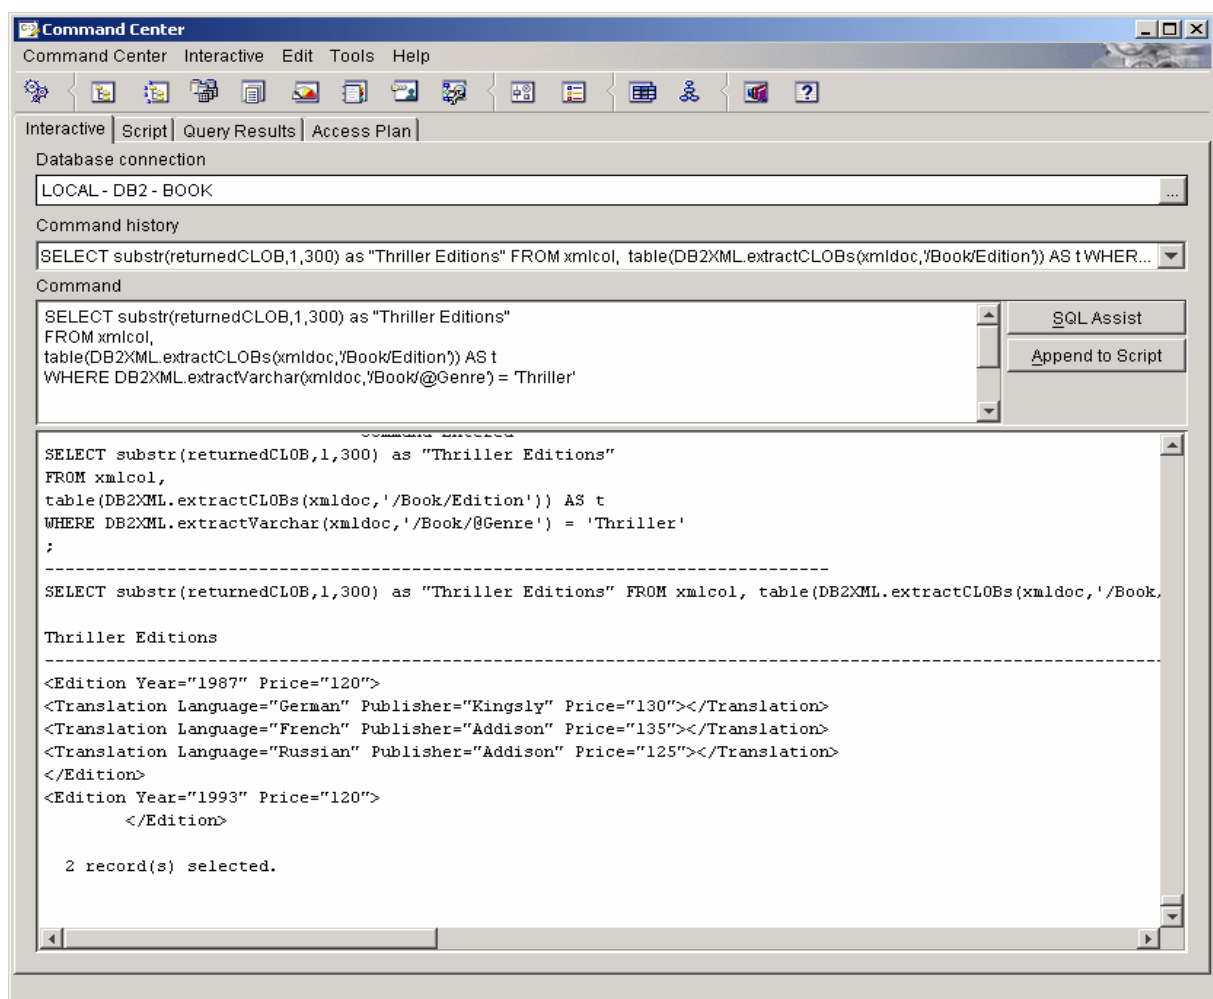 Command Center
Command Center Interactive Edit Tools Help
Interactive Script Query Results Access Plan
Database connection
LOCAL - DB2 - BOOK
...
Command history
SELECT substr(returnedCLOB,1,300) as "Thriller Editions" FROM xmlcol, table(DB2XML.extractCLOBs(xmldoc,'/Book/Edition')) AS t WHER...
Command
SELECT substr(returnedCLOB,1,300) as "Thriller Editions"
FROM xmlcol,
table(DB2XML.extractCLOBs(xmldoc,'/Book/Edition')) AS t
WHERE DB2XML.extractVarchar(xmldoc,'/Book/@Genre') = 'Thriller'
SQL Assist
Append to Script
Command Entered
SELECT substr(returnedCLOB,1,300) as "Thriller Editions"
FROM xmlcol,
table(DB2XML.extractCLOBs(xmldoc,'/Book/Edition')) AS t
WHERE DB2XML.extractVarchar(xmldoc,'/Book/@Genre') = 'Thriller'
;
-----------------------------------------------------------------------------
SELECT substr(returnedCLOB,1,300) as "Thriller Editions" FROM xmlcol, table(DB2XML.extractCLOBs(xmldoc,'/Book/
Thriller Editions
--------------------------------------------------------------------------------------------------------------
<Edition Year="1987" Price="120">
<Translation Language="German" Publisher="Kingsly" Price="130"></Translation>
<Translation Language="French" Publisher="Addison" Price="135"></Translation>
<Translation Language="Russian" Publisher="Addison" Price="125"></Translation>
</Edition>
<Edition Year="1993" Price="120">
</Edition>
2 record(s) selected.